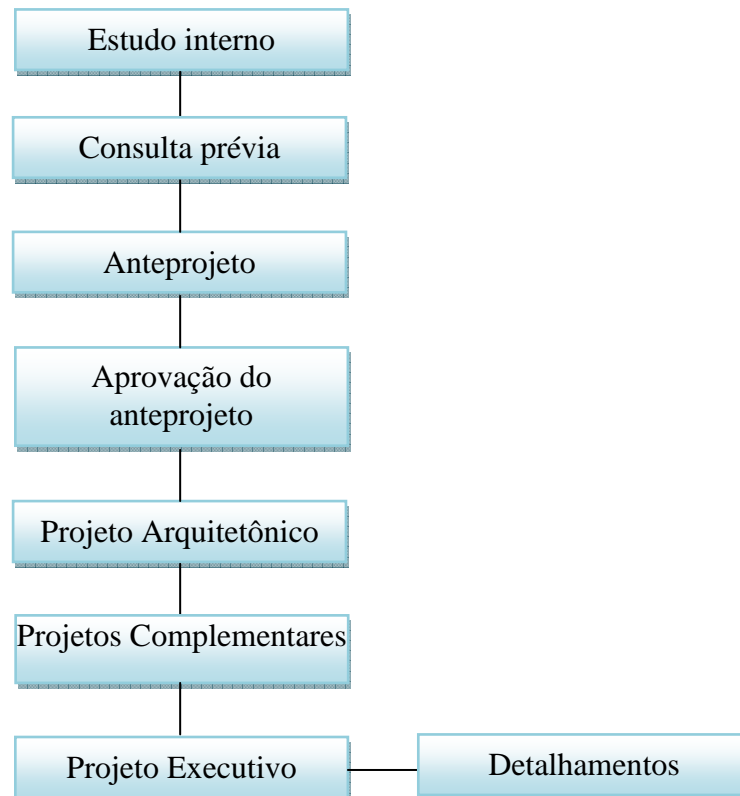 Estudo interno
Consulta prévia
Anteprojeto
Aprovação do
anteprojeto
Projeto Arquitetônico
Projetos Complementares
Projeto Executivo
Detalhamentos